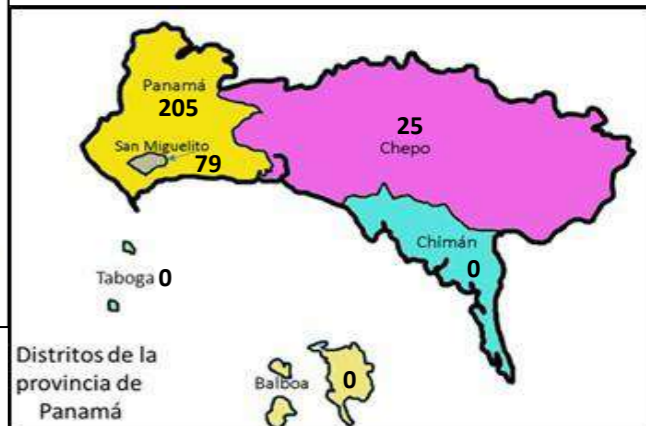 Panamá
205
25
Chepo
San Miguelito
79
Chimán
0
Taboga 0
Distritos de la
provincia de
Panamá
Balboa
0